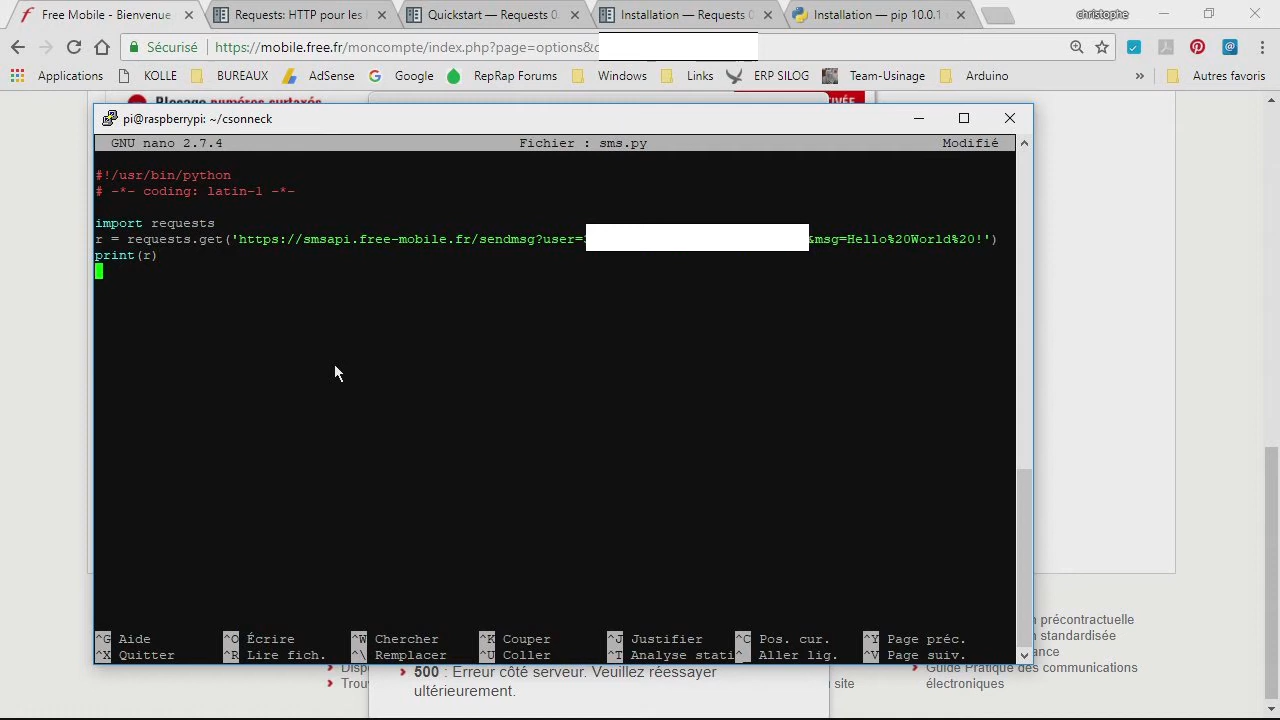 Free Mobile - Bienvenue
Requests: HTTP pour les
Quickstart — Requests 0
Installation — Requests 0
Installation — pip 10.0.1
christophe
Sécurisé
https://mobile.free.fr/moncompte/index.php?page=options&
Applications
KOLLE
BUREAUX
AdSense
Google
RepRap Forums
Windows
Links
ERP SILOG
Team-Usinage
Arduino
»
Autres favoris
Blocage numéros surtaxés
pi@raspberrypi: ~/csonneck
GNU nano 2.7.4 Fichier : sms.py Modifié
#!/usr/bin/python
# -*- coding: latin-1 -*-
import requests
r = requests.get('https://smsapi.free-mobile.fr/sendmsg?user= &msg=Hello%20World%20!')
print(r)
^G Aide ^O Écrire ^W Chercher ^K Couper ^J Justifier ^C Pos. cur. ^Y Page préc.
^X Quitter ^R Lire fich. ^\ Remplacer ^U Coller ^T Analyse stati ^_ Aller lig. ^V Page suiv.
précontractuelle
standardisée
500 : Erreur côté serveur. Veuillez réessayer
ultérieurement.
Guide Pratique des communications
électroniques
site